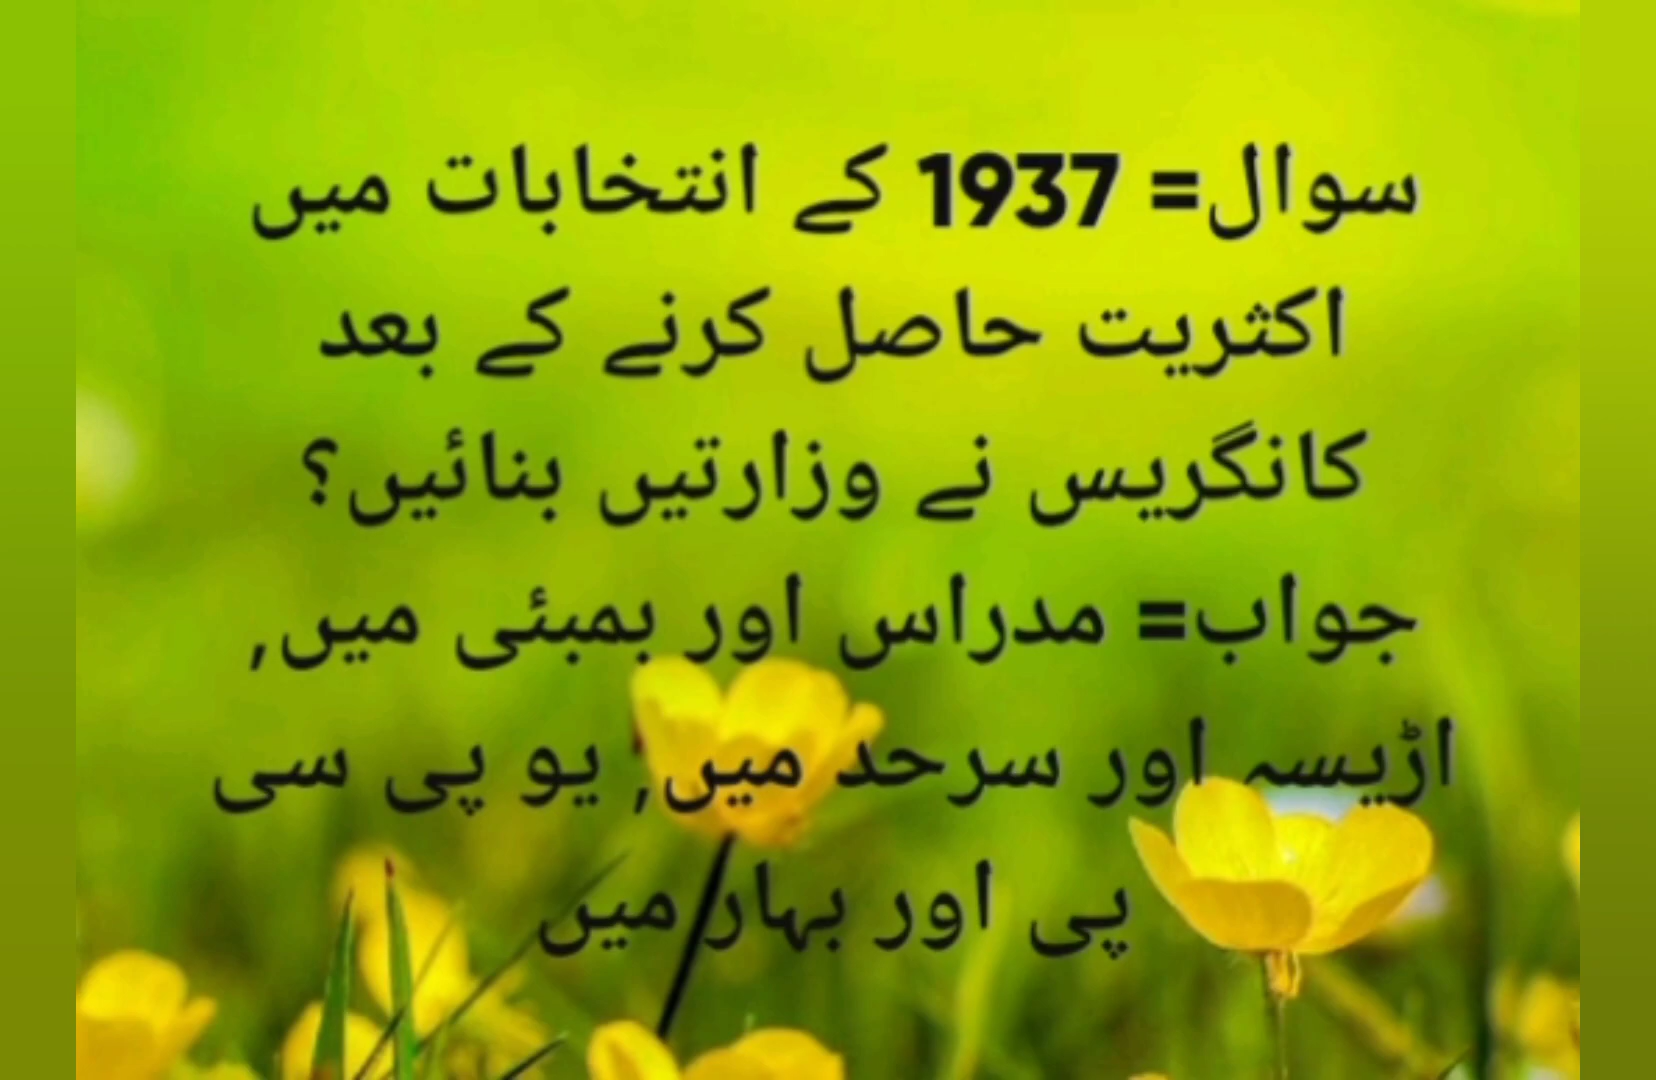 سوال= 1937 کے انتخابات میں
اکثریت حاصل کرنے کے بعد
کانگریس نے وزارتیں بنائیں؟
جواب= مدراس اور بمبئی میں,
اڑیسہ اور سرحد میں, یو پی سی
پی اور بہار میں